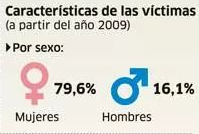 Características de las víctimas
(a partir del año 2009)
Por sexo:
79,6% 16,1%
Mujeres Hombres